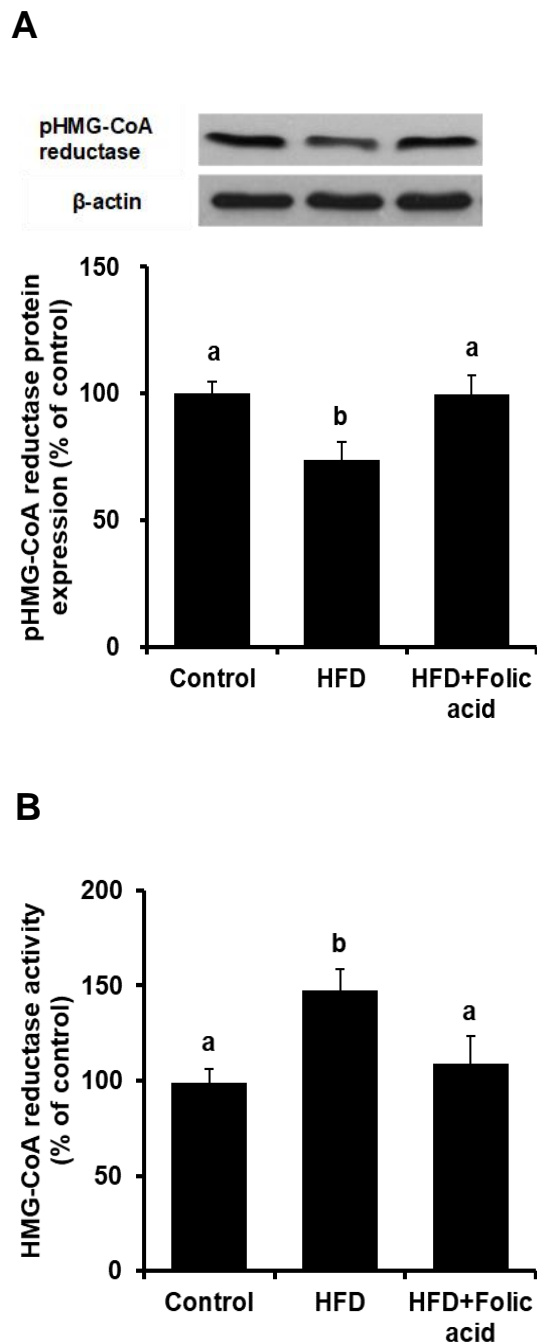 A
pHMG-CoA
reductase
β-actin
pHMG-CoA reductase protein
expression (% of control)
150
100
50
0
a
b
a
Control
HFD
HFD+Folic
acid
B
HMG-CoA reductase activity
(% of control)
200
150
100
50
0
a
b
a
Control
HFD
HFD+Folic
acid